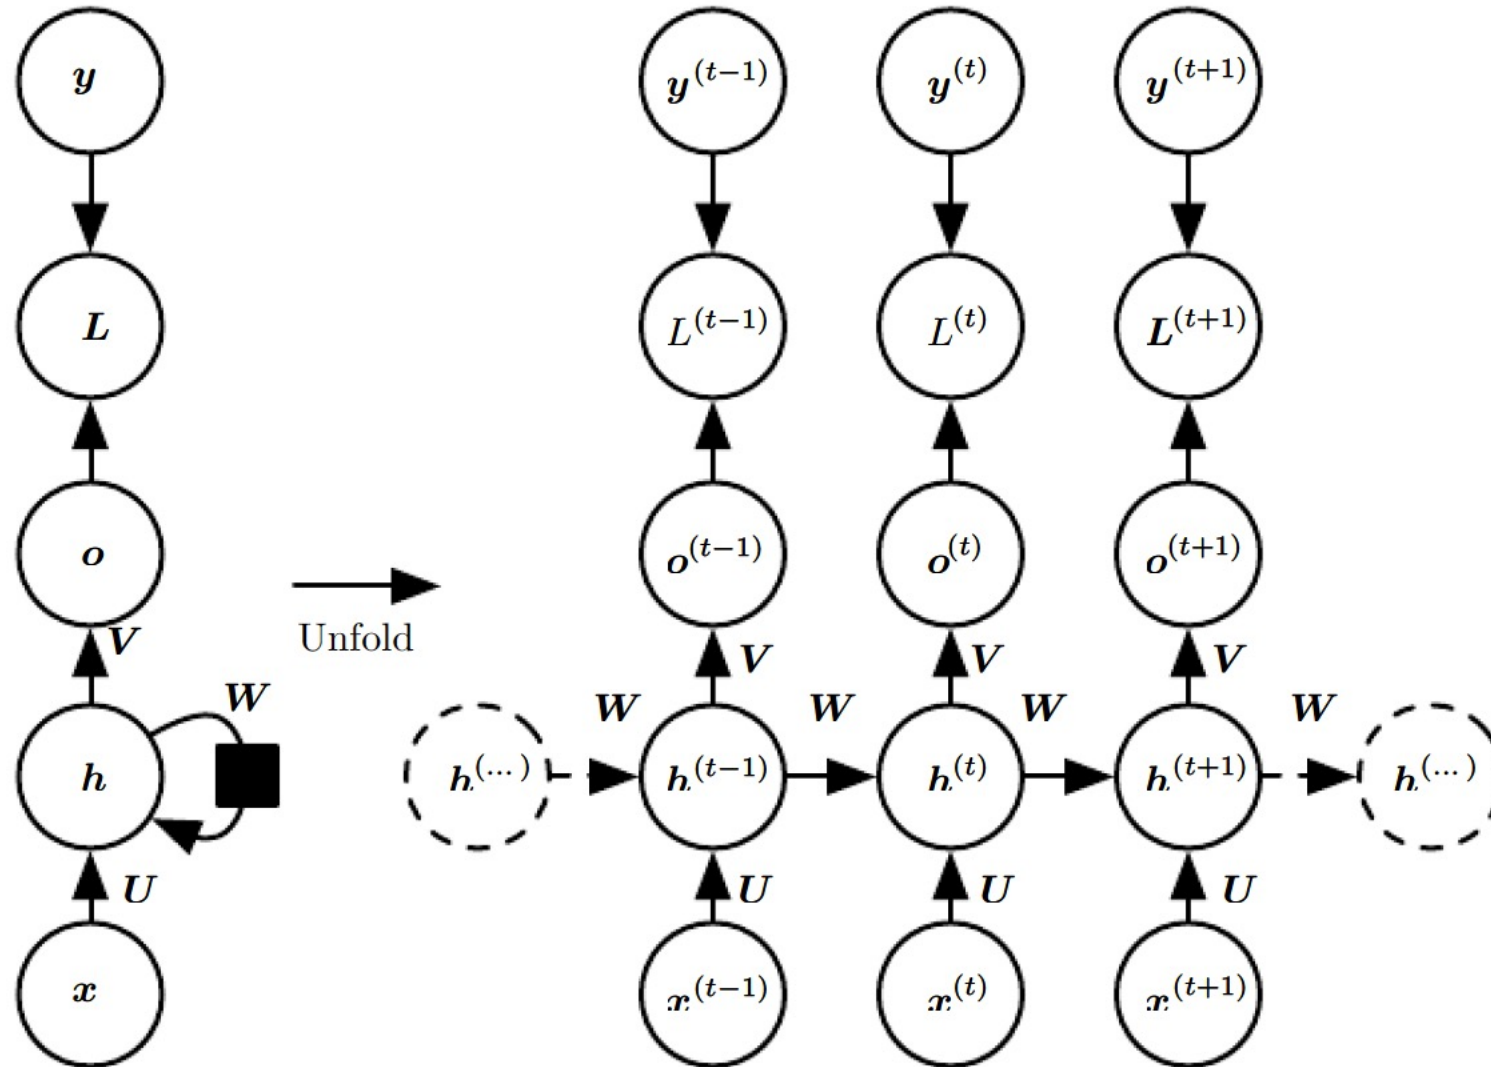 y y^(t−1) y^(t) y^(t+1)
L L^(t−1) L^(t) L^(t+1)
o o^(t−1) o^(t) o^(t+1)
Unfold
V V V V
W W W W W
h h^(...) h^(t−1) h^(t) h^(t+1) h^(...)
U U U U
x x^(t−1) x^(t) x^(t+1)